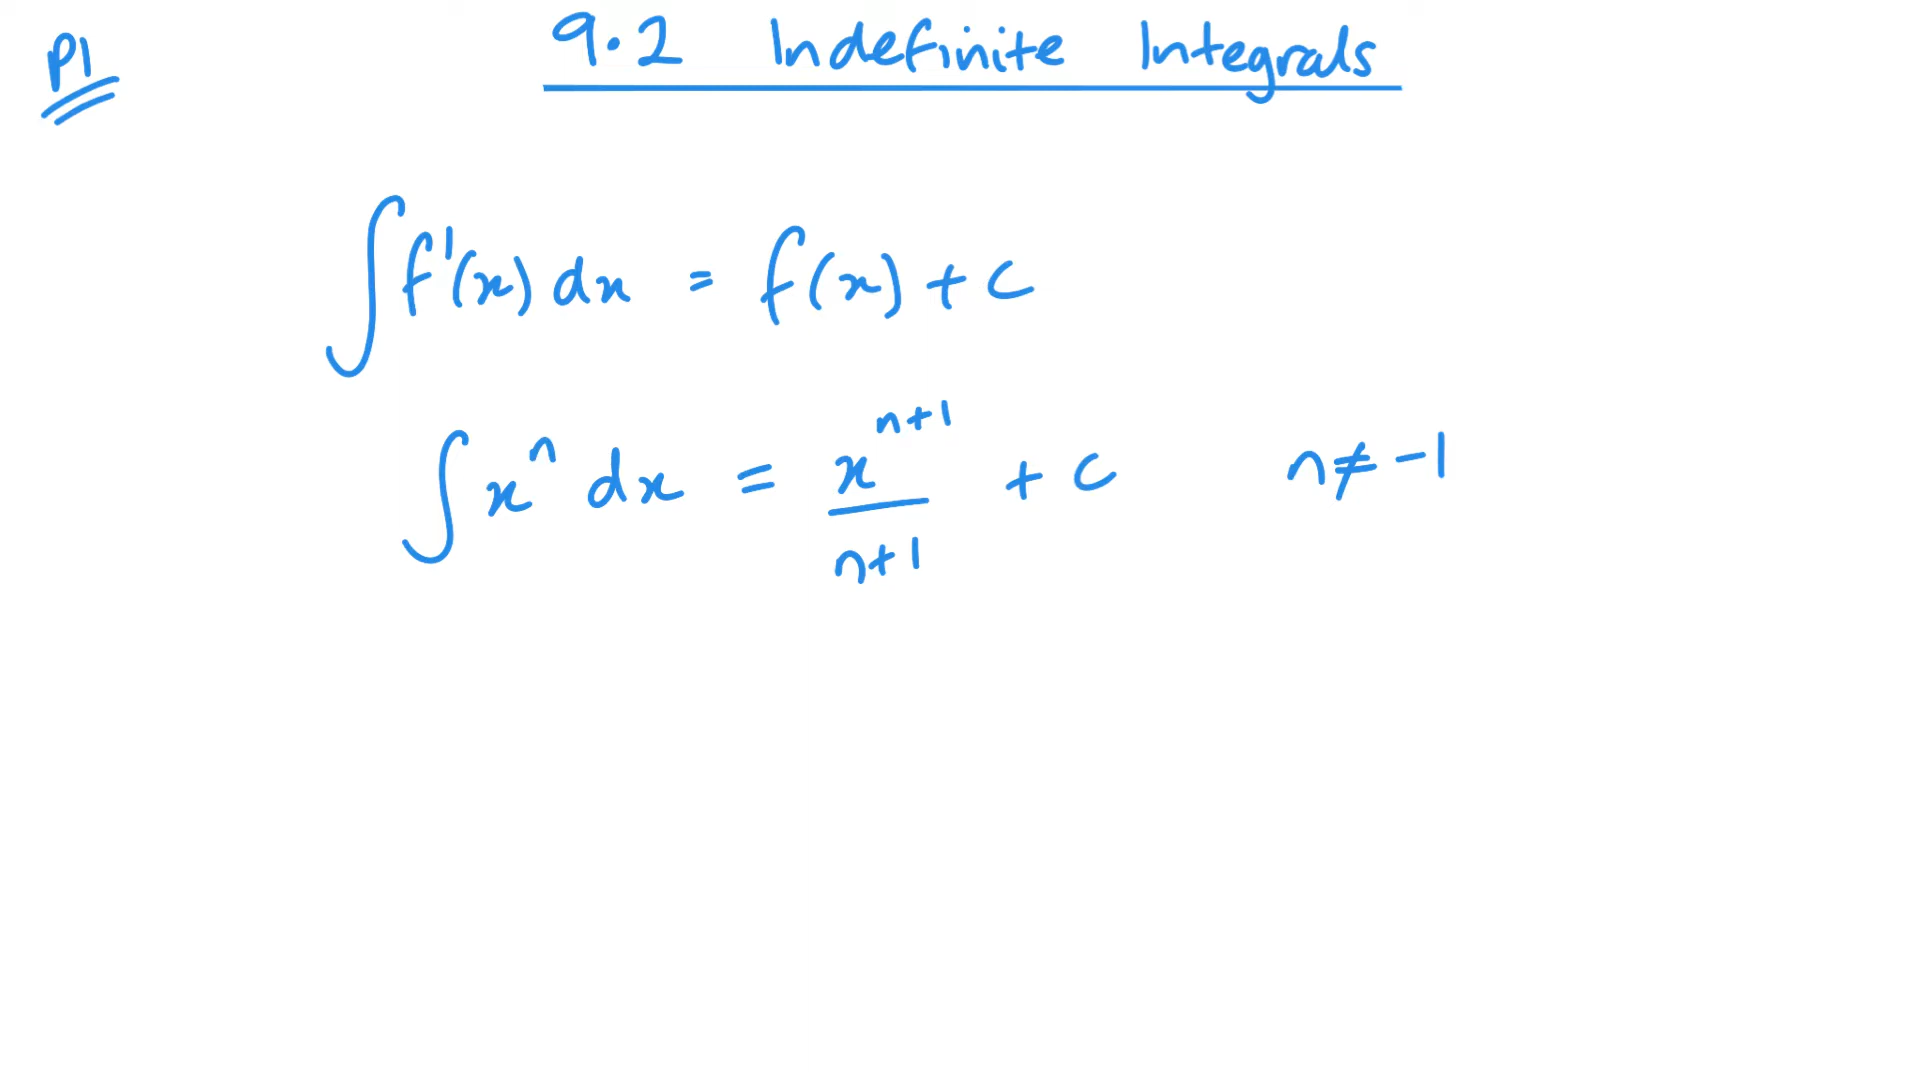 P1
9.2 Indefinite Integrals
∫f'(x) dx = f(x) + c
∫xⁿ dx = xⁿ⁺¹/n+1 + c n ≠ -1